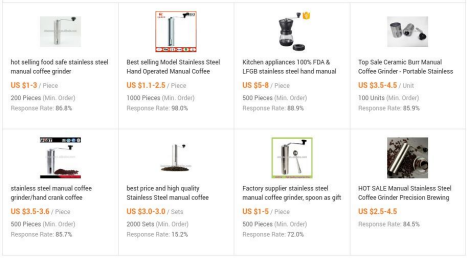 hot selling food safe stainless steel
manual coffee grinder
US $1-3 / Piece
200 Pieces (Min. Order)
Response Rate: 86.8%
Best selling Model Stainless Steel
Hand Operated Manual Coffee
US $1.1-2.5 / Piece
1000 Pieces (Min. Order)
Response Rate: 98.0%
Kitchen appliances 100% FDA &
LFGB stainless steel hand manual
US $5-8 / Piece
500 Pieces (Min. Order)
Response Rate: 88.9%
Top Sale Ceramic Burr Manual
Coffee Grinder - Portable Stainless
US $3.5-4.5 / Unit
100 Units (Min. Order)
Response Rate: 85.9%
stainless steel manual coffee
grinder/hand crank coffee
US $3.5-3.6 / Piece
500 Pieces (Min. Order)
Response Rate: 85.7%
best price and high quality
Stainless Steel manual coffee
US $3.0-3.0 / Sets
2000 Sets (Min. Order)
Response Rate: 15.2%
Factory supplier stainless steel
manual coffee grinder, spoon as gift
US $1-5 / Piece
500 Pieces (Min. Order)
Response Rate: 72.0%
HOT SALE Manual Stainless Steel
Coffee Grinder Precision Brewing
US $2.5-4.5
Response Rate: 84.5%